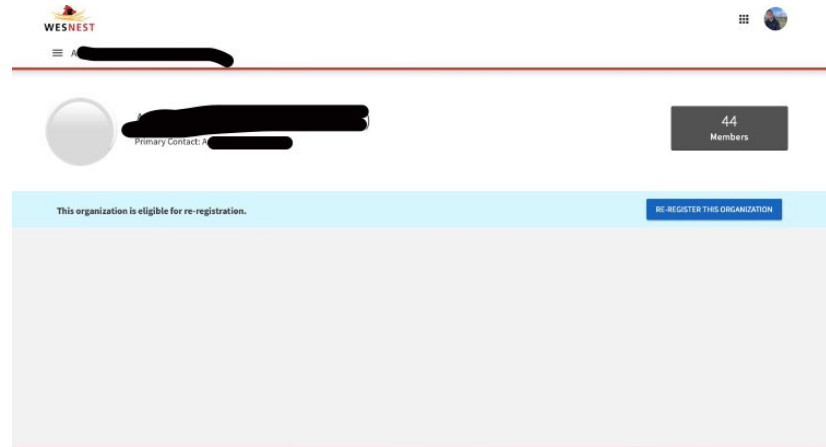 WESNEST
A
Primary Contact: A
44
Members
This organization is eligible for re-registration.
RE-REGISTER THIS ORGANIZATION